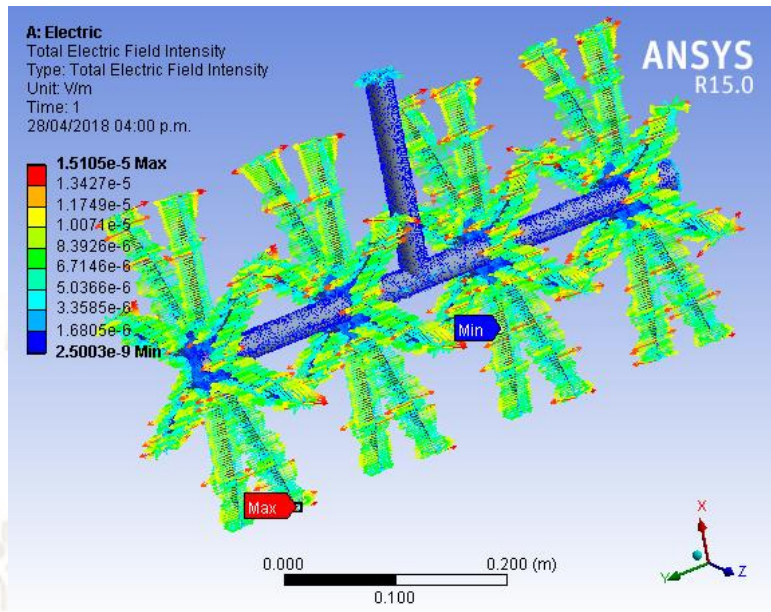 A: Electric
Total Electric Field Intensity
Type: Total Electric Field Intensity
Unit: V/m
Time: 1
28/04/2018 04:00 p.m.
ANSYS
R15.0
1.5105e-5 Max
1.3427e-5
1.1749e-5
1.0071e-5
8.3926e-6
6.7146e-6
5.0366e-6
3.3585e-6
1.6805e-6
2.5003e-9 Min
Min
Max
0.000 0.200 (m)
0.100
X
Y Z